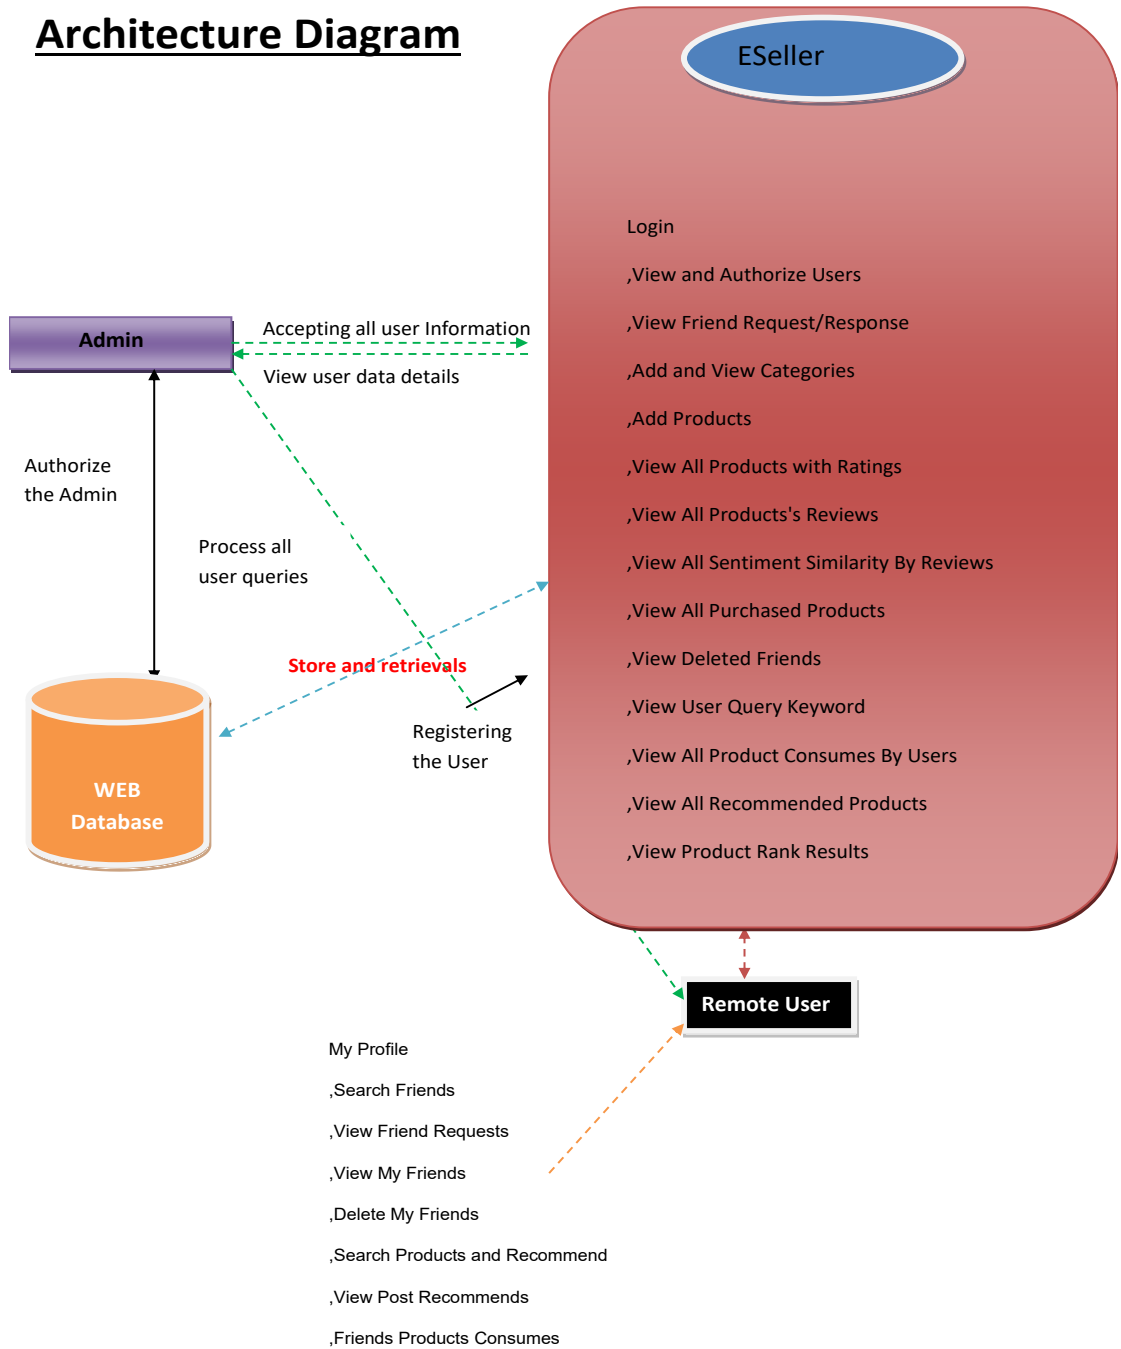 Architecture Diagram
ESeller
Login
,View and Authorize Users
,View Friend Request/Response
,Add and View Categories
,Add Products
,View All Products with Ratings
,View All Products's Reviews
,View All Sentiment Similarity By Reviews
,View All Purchased Products
,View Deleted Friends
,View User Query Keyword
,View All Product Consumes By Users
,View All Recommended Products
,View Product Rank Results
Admin
Accepting all user Information
View user data details
Authorize
the Admin
Process all
user queries
Store and retrievals
Registering
the User
WEB
Database
Remote User
My Profile
,Search Friends
,View Friend Requests
,View My Friends
,Delete My Friends
,Search Products and Recommend
,View Post Recommends
,Friends Products Consumes